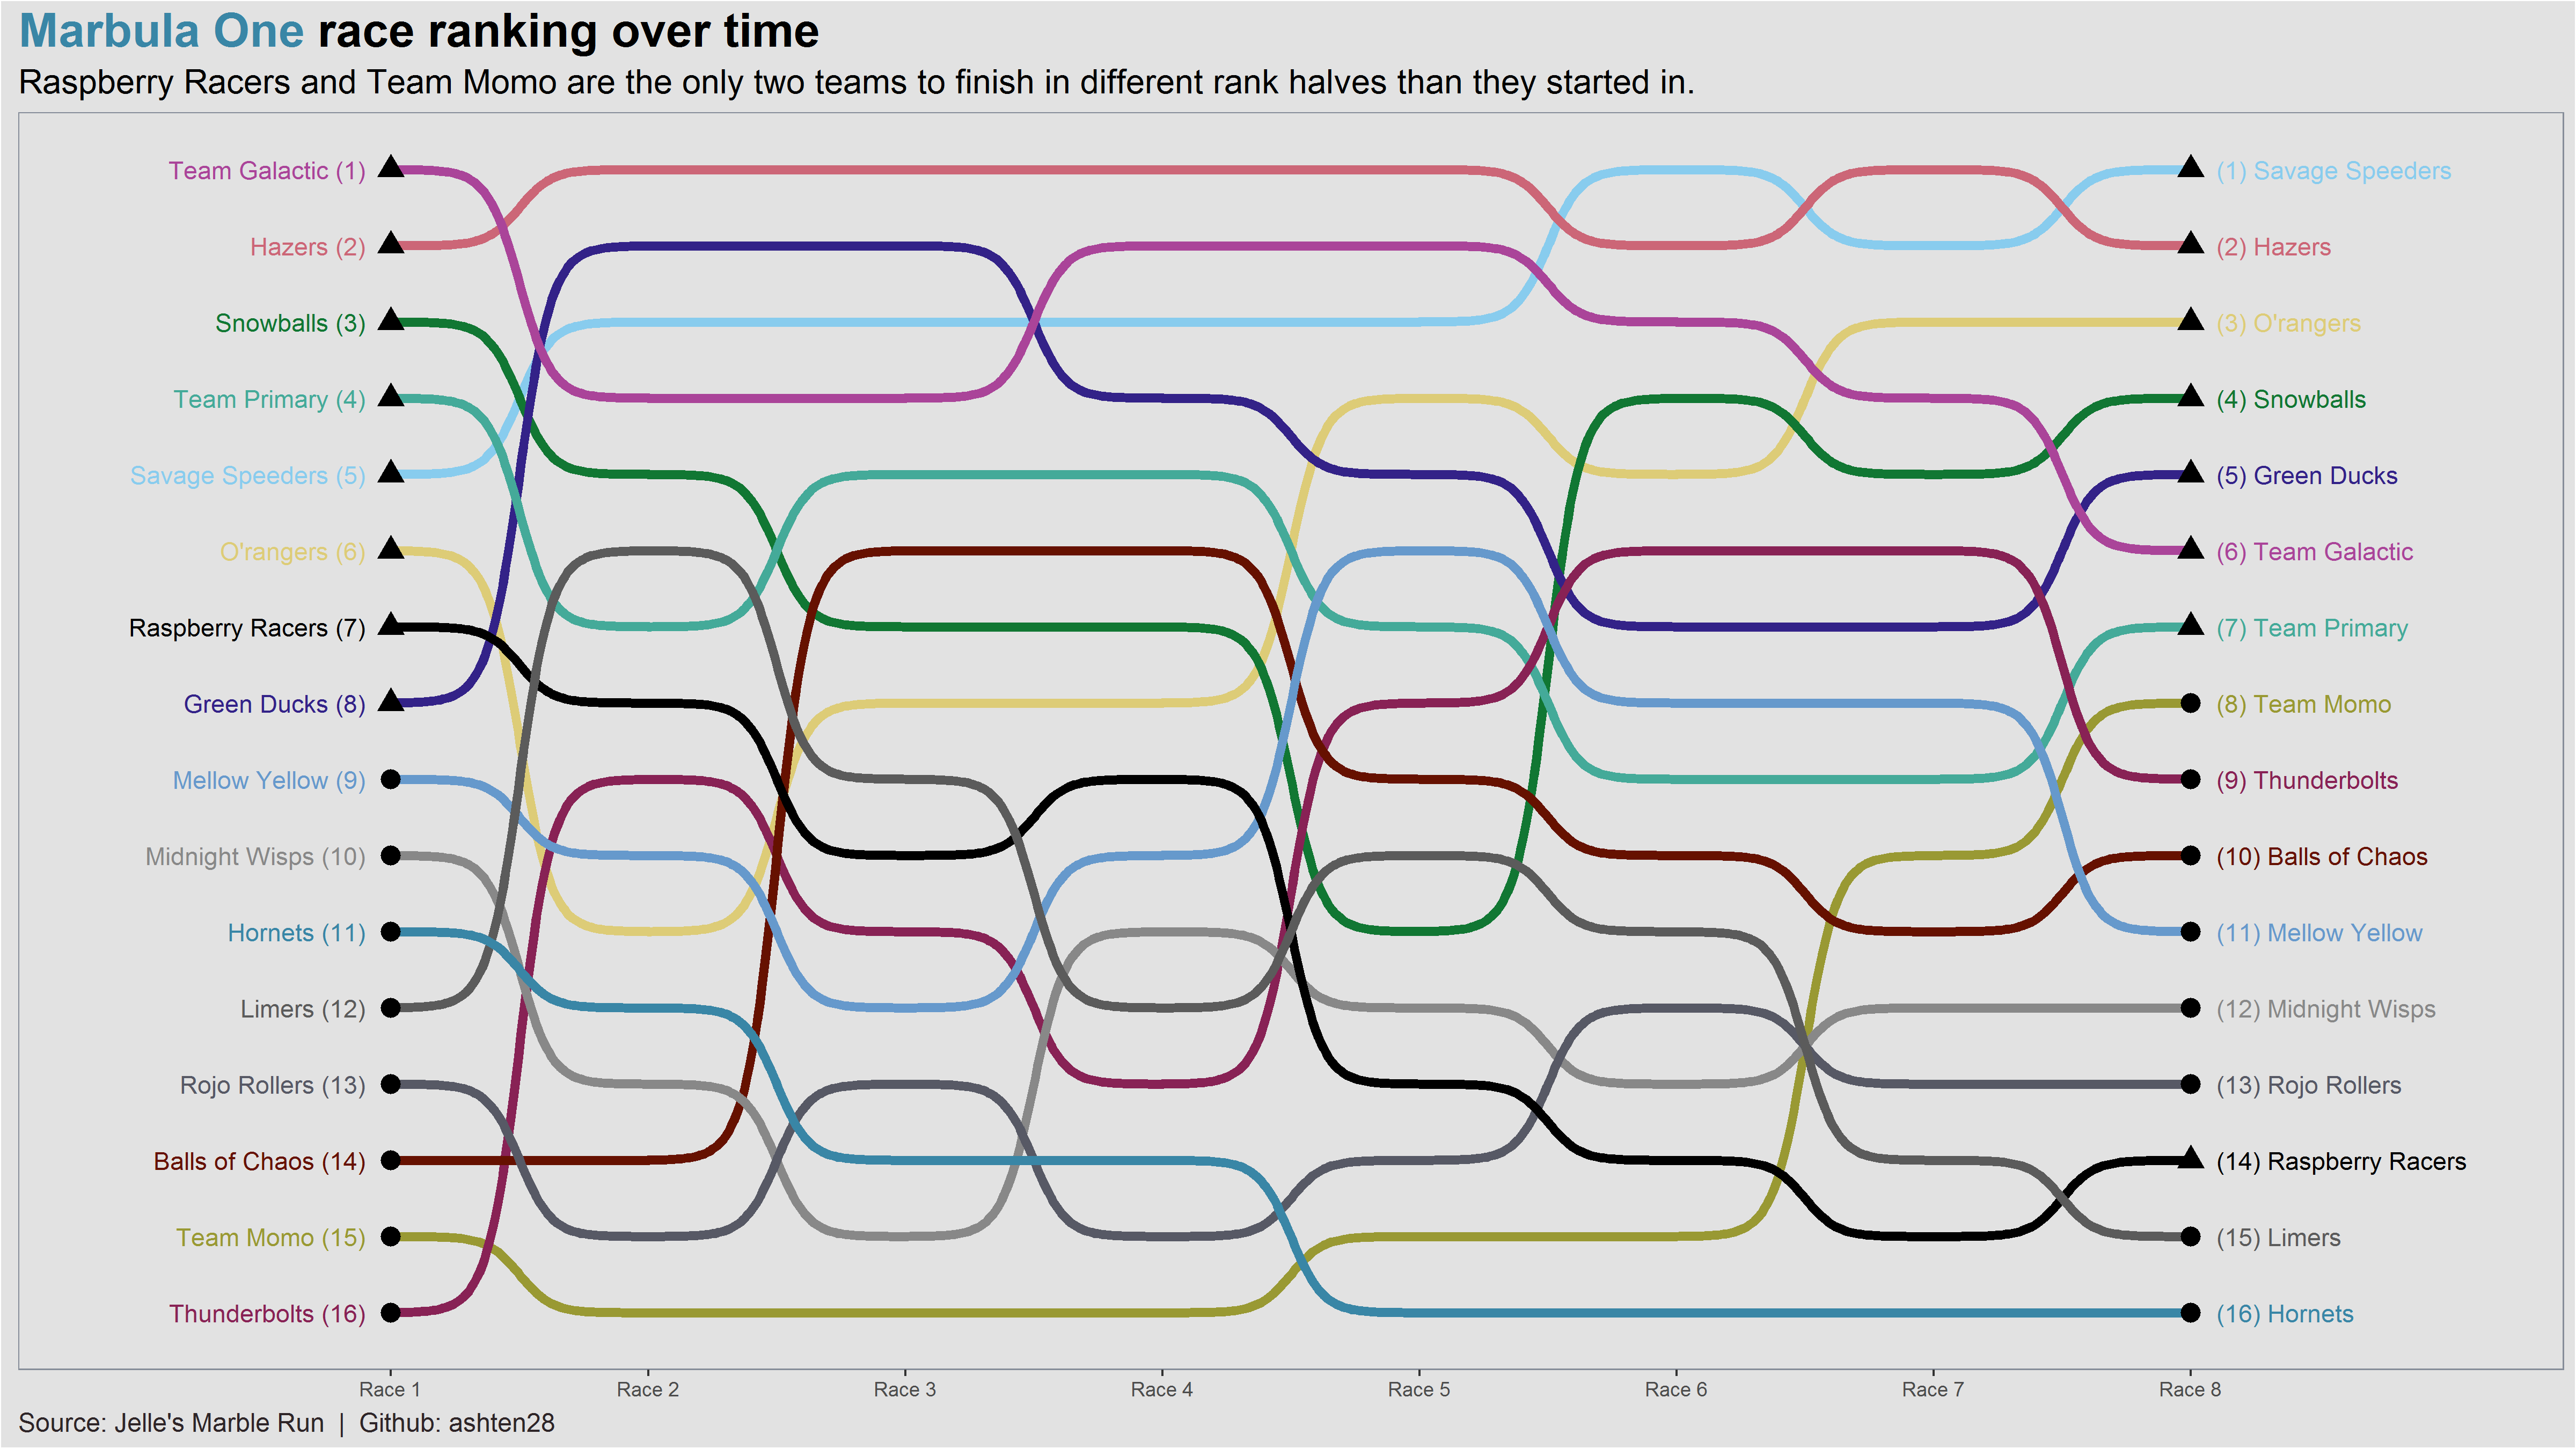 Marbula One race ranking over time
Raspberry Racers and Team Momo are the only two teams to finish in different rank halves than they started in.
Team Galactic (1)
(1) Savage Speeders
Hazers (2)
(2) Hazers
Snowballs (3)
(3) O'rangers
Team Primary (4)
(4) Snowballs
Savage Speeders (5)
(5) Green Ducks
O'rangers (6)
(6) Team Galactic
Raspberry Racers (7)
(7) Team Primary
Green Ducks (8)
(8) Team Momo
Mellow Yellow (9)
(9) Thunderbolts
Midnight Wisps (10)
(10) Balls of Chaos
Hornets (11)
(11) Mellow Yellow
Limers (12)
(12) Midnight Wisps
Rojo Rollers (13)
(13) Rojo Rollers
Balls of Chaos (14)
(14) Raspberry Racers
Team Momo (15)
(15) Limers
Thunderbolts (16)
(16) Hornets
Race 1 Race 2 Race 3 Race 4 Race 5 Race 6 Race 7 Race 8
Source: Jelle's Marble Run | Github: ashten28